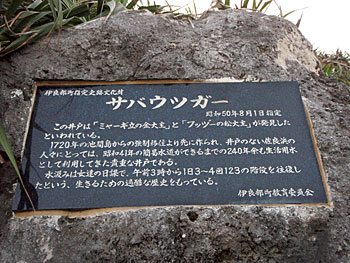 伊良部町指定史跡文化財
サバウツガー
昭和50年8月1日指定
この井戸は「ミャーギ立の金大主」と「フッヅーの松大主」が発見した
といわれている。
1720年の池間島からの強制移住より先に作られ、井戸のない佐良浜の
人々にとっては、昭和41年の簡易水道ができるまでの240年余も生活用水
として利用してきた貴重な井戸である。
水汲みは女達の日課で、午前3時から1日3〜4回123の階段を往復し
たという、生きるための過酷な歴史をもっている。
伊良部町教育委員会